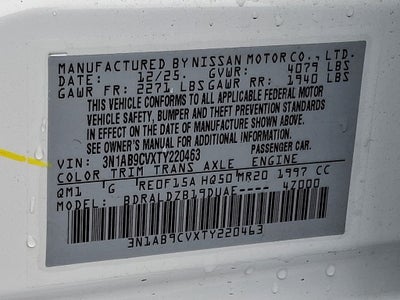 MANUFACTURED BY NISSAN MOTOR CO., LTD.
DATE: 12/25. GVWR: 4079 LBS
GAWR FR: 2271 LBS GAWR RR: 1940 LBS
THIS VEHICLE CONFORMS TO ALL APPLICABLE FEDERAL MOTOR
VEHICLE SAFETY, BUMPER AND THEFT PREVENTION STANDARDS
IN EFFECT ON THE DATE OF MANUFACTURE SHOWN ABOVE.
SEE OWNER'S MANUAL FOR ADDITIONAL INFORMATION.
VIN: 3N1AB9CVXTY220463 PASSENGER CAR.
COLOR TRIM TRANS AXLE ENGINE
QM1 G RE0F15A HQ50 MR20 1997 CC
MODEL: BDRALDZB19DUAE---- 47000
3N1AB9CVXTY220463